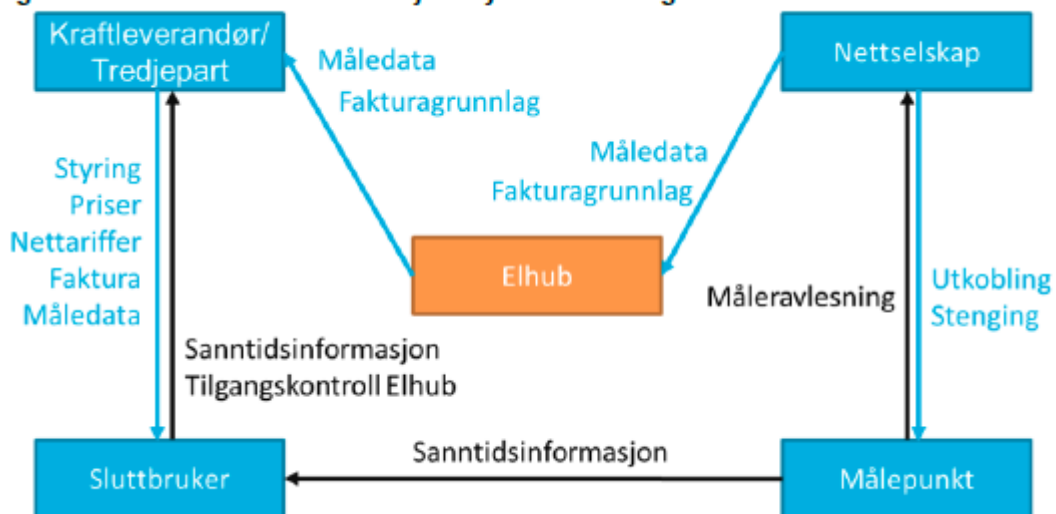 Kraftleverandør/
Tredjepart
Nettselskap
Måledata
Fakturagrunnlag
Måledata
Fakturagrunnlag
Styring
Priser
Nettariffer
Faktura
Måledata
Elhub
Måleravlesning
Utkobling
Stenging
Sanntidsinformasjon
Tilgangskontroll Elhub
Sanntidsinformasjon
Sluttbruker
Målepunkt